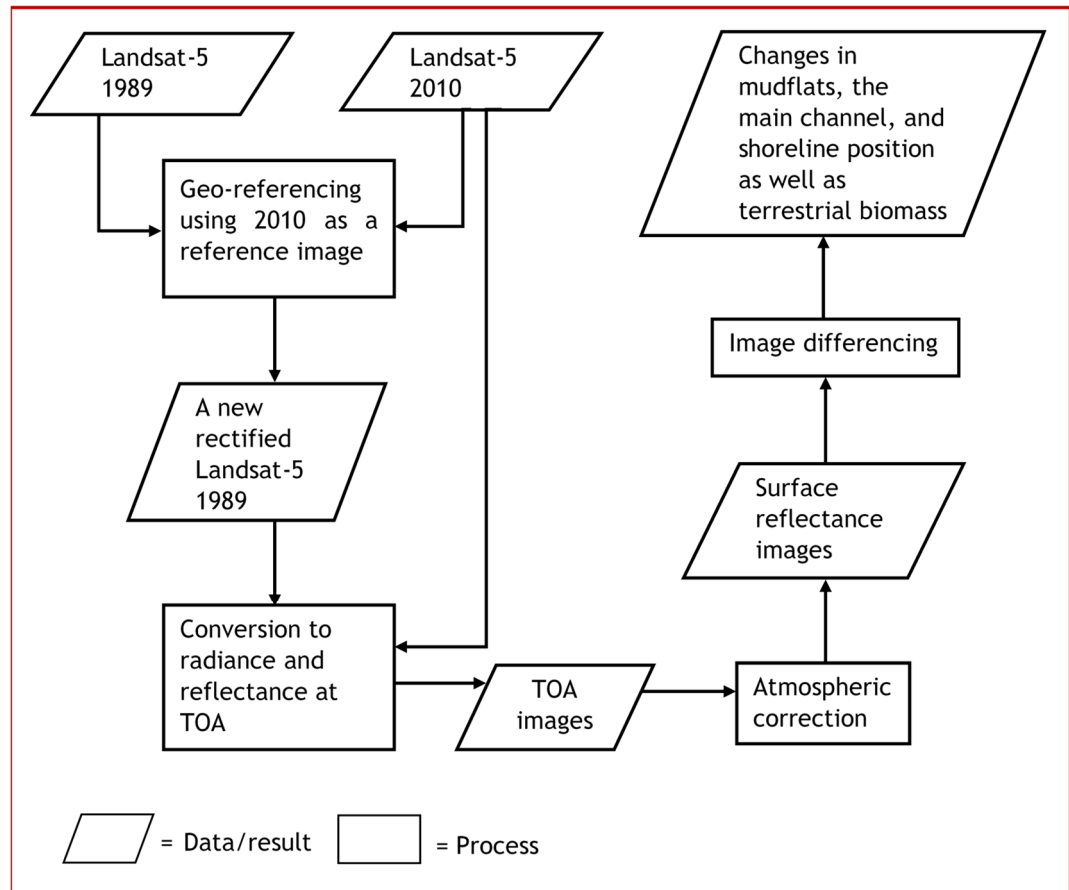 Landsat-5
1989
Landsat-5
2010
Geo-referencing
using 2010 as a
reference image
A new
rectified
Landsat-5
1989
Conversion to
radiance and
reflectance at
TOA
TOA
images
Atmospheric
correction
Surface
reflectance
images
Image differencing
Changes in
mudflats, the
main channel, and
shoreline position
as well as
terrestrial biomass
= Data/result
= Process